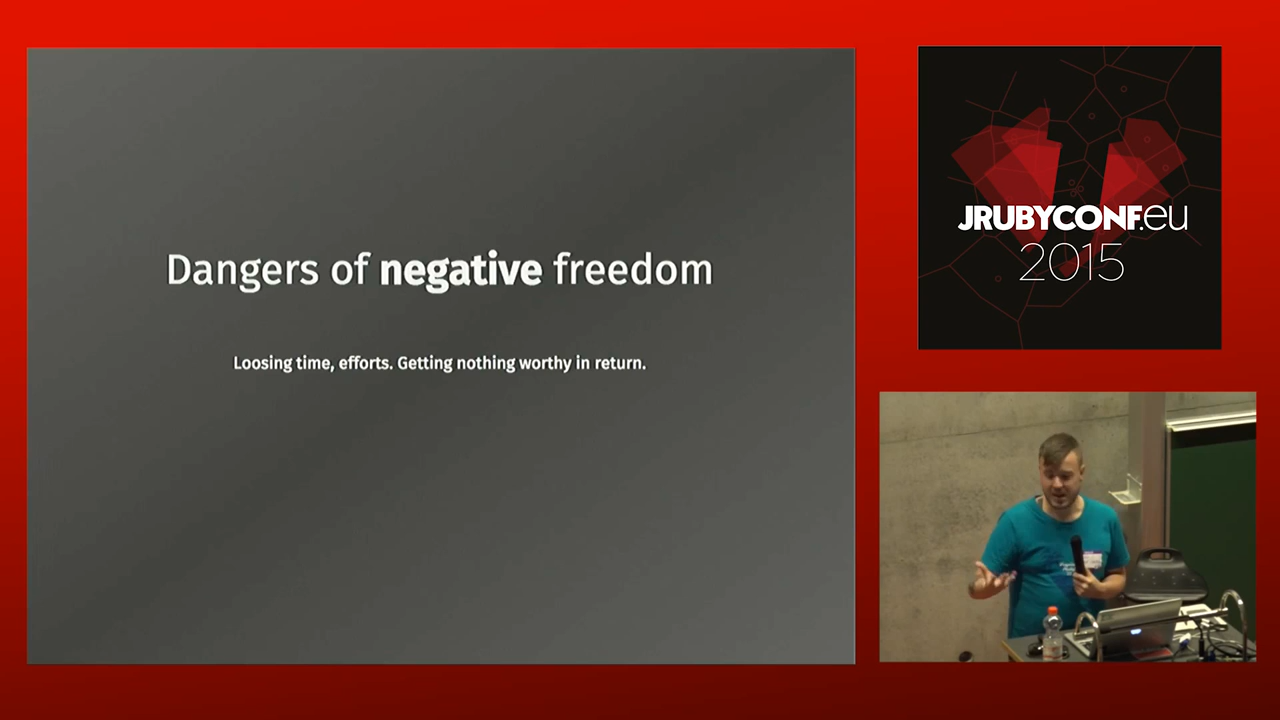 Dangers of negative freedom
Loosing time, efforts. Getting nothing worthy in return.
JRUBYCONF.eu
2015